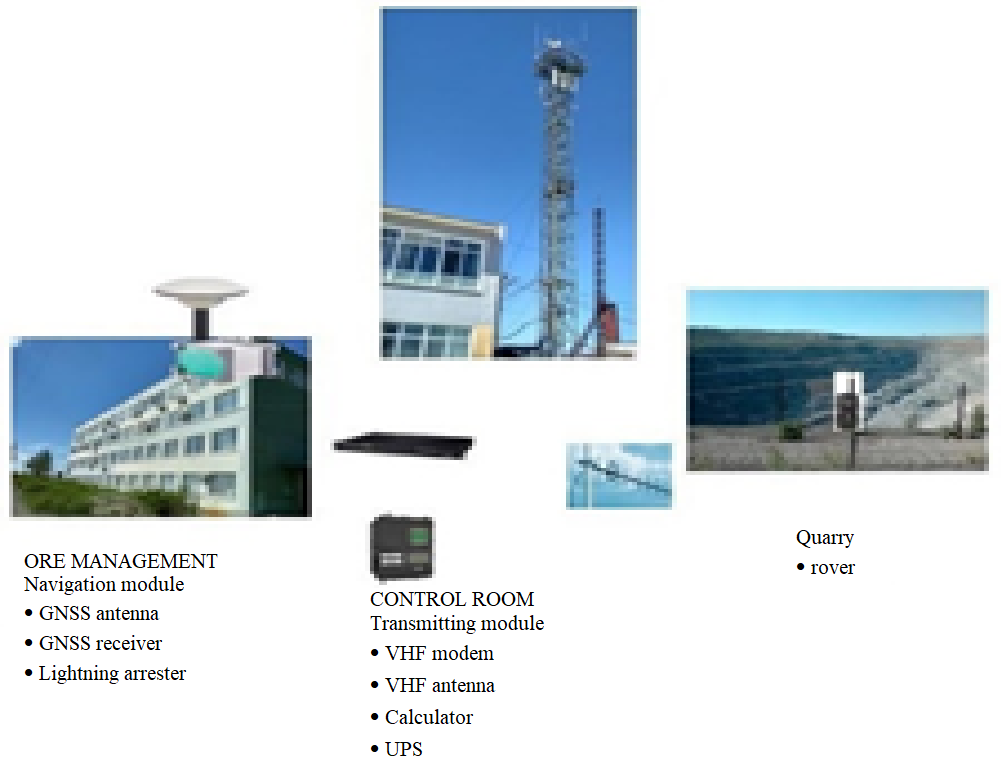 ORE MANAGEMENT
Navigation module
• GNSS antenna
• GNSS receiver
• Lightning arrester
CONTROL ROOM
Transmitting module
• VHF modem
• VHF antenna
• Calculator
• UPS
Quarry
• rover